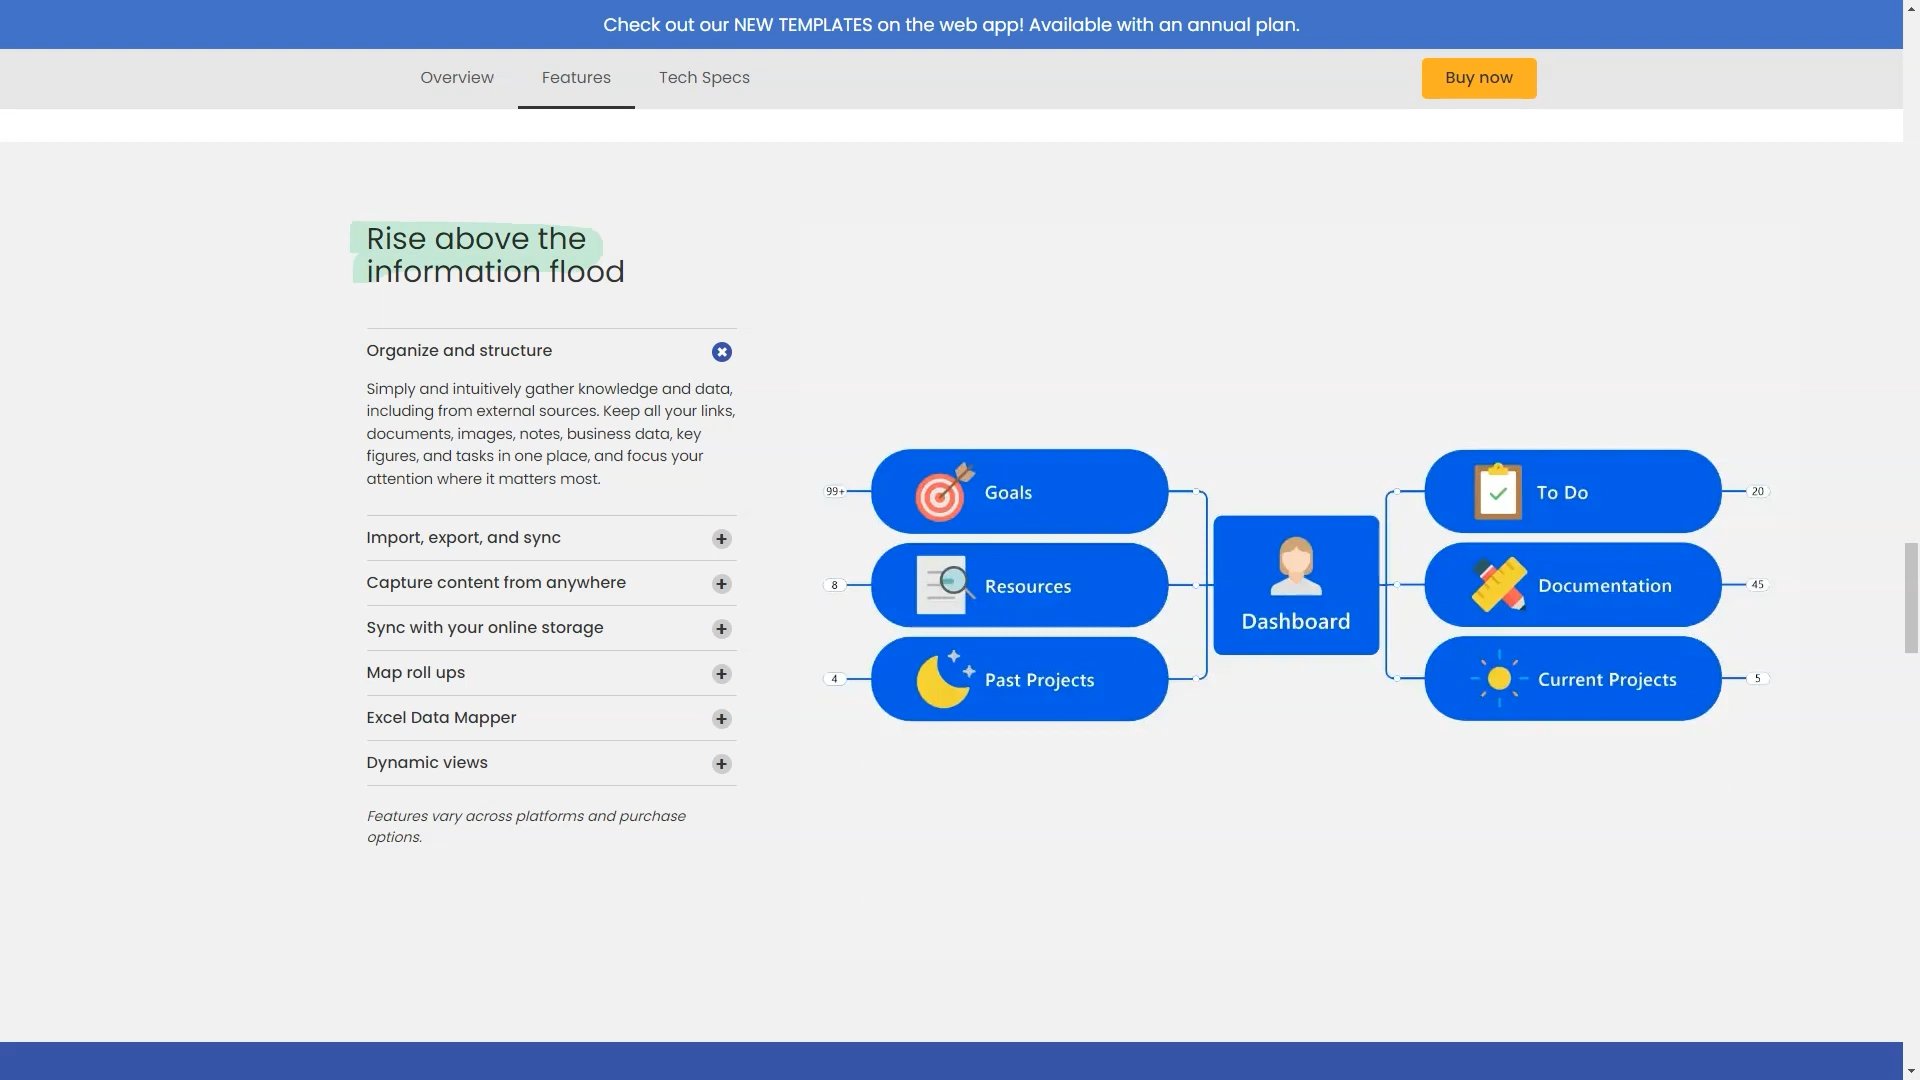 Check out our NEW TEMPLATES on the web app! Available with an annual plan.
Overview
Features
Tech Specs
Buy now
Rise above the
information flood
Organize and structure
Simply and intuitively gather knowledge and data,
including from external sources. Keep all your links,
documents, images, notes, business data, key
figures, and tasks in one place, and focus your
attention where it matters most.
Import, export, and sync
Capture content from anywhere
Sync with your online storage
Map roll ups
Excel Data Mapper
Dynamic views
Features vary across platforms and purchase
options.
99+
Goals
8
Resources
4
Past Projects
Dashboard
To Do
20
Documentation
45
Current Projects
5